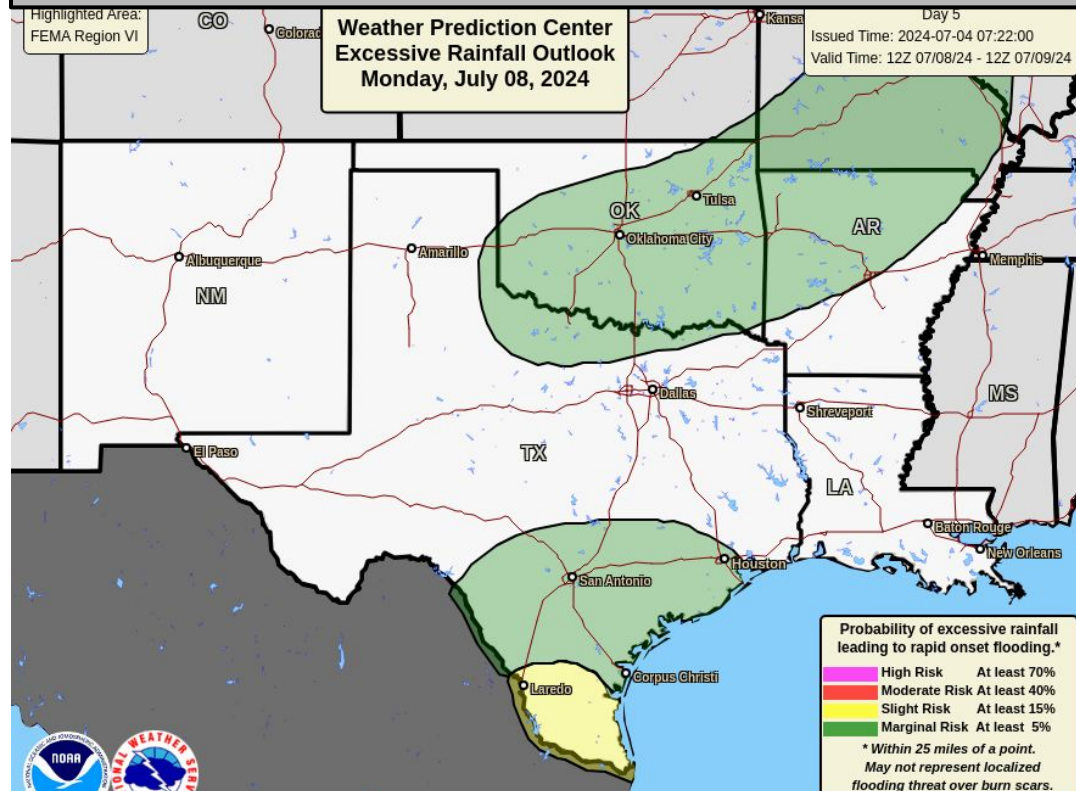 Highlighted Area:
FEMA Region VI
Weather Prediction Center
Excessive Rainfall Outlook
Monday, July 08, 2024
Day 5
Issued Time: 2024-07-04 07:22:00
Valid Time: 12Z 07/08/24 - 12Z 07/09/24
CO
Colorad
Kansa
OK
Tulsa
Oklahoma City
AR
Memphis
Albuquerque
Amarillo
NM
MS
Dallas
Shreveport
El Paso
TX
LA
Baton Rouge
New Orleans
Houston
San Antonio
Corpus Christi
Laredo
Probability of excessive rainfall
leading to rapid onset flooding.*
High Risk At least 70%
Moderate Risk At least 40%
Slight Risk At least 15%
Marginal Risk At least 5%
* Within 25 miles of a point.
May not represent localized
flooding threat over burn scars.
NOAA
WEATHER